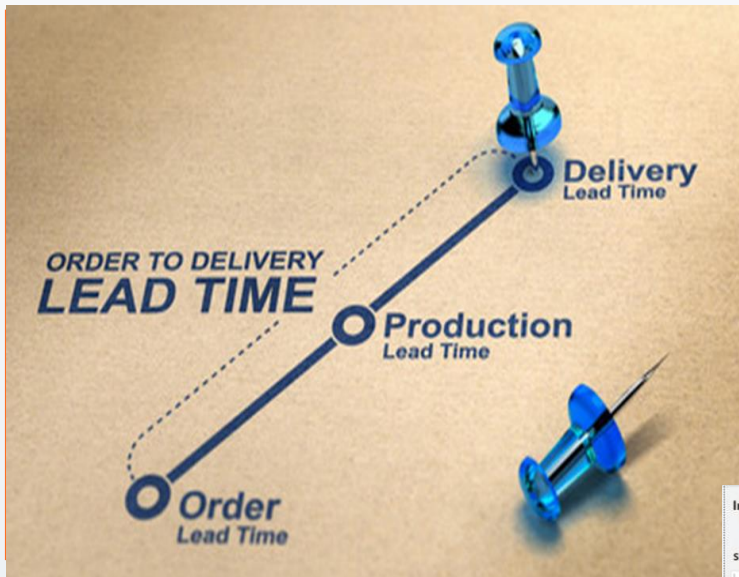 Delivery
Lead Time
ORDER TO DELIVERY
LEAD TIME
Production
Lead Time
Order
Lead Time